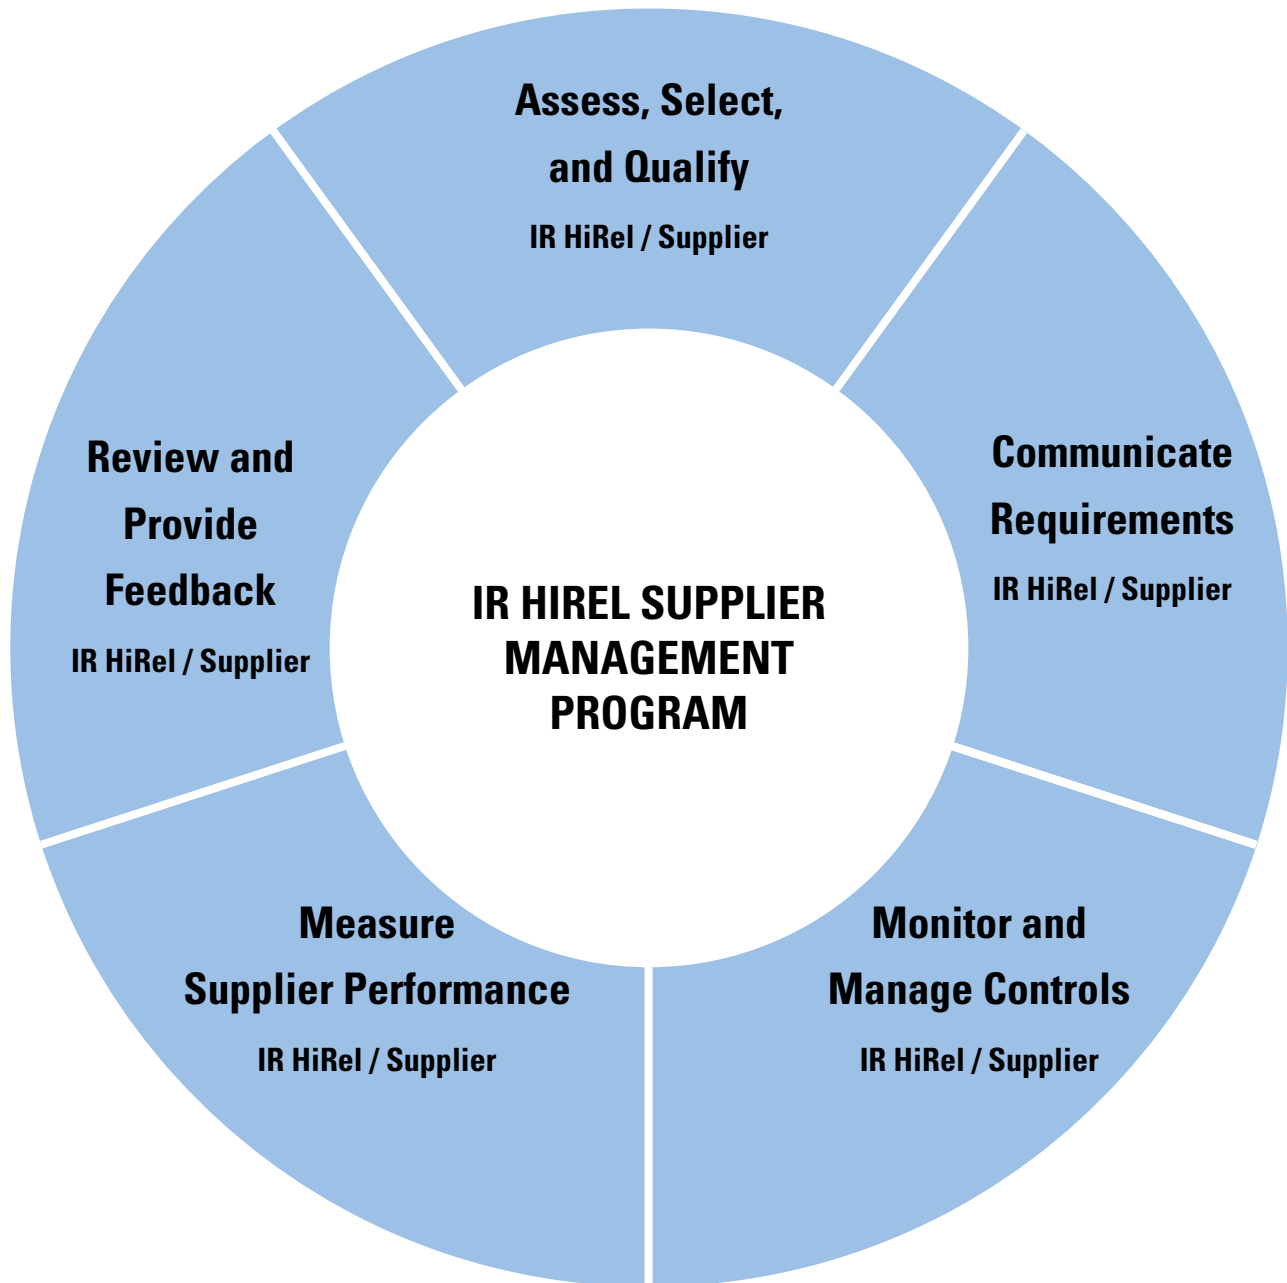 Assess, Select,
and Qualify
IR HiRel / Supplier
Communicate
Requirements
IR HiRel / Supplier
Monitor and
Manage Controls
IR HiRel / Supplier
Measure
Supplier Performance
IR HiRel / Supplier
Review and
Provide
Feedback
IR HiRel / Supplier
IR HIREL SUPPLIER
MANAGEMENT
PROGRAM